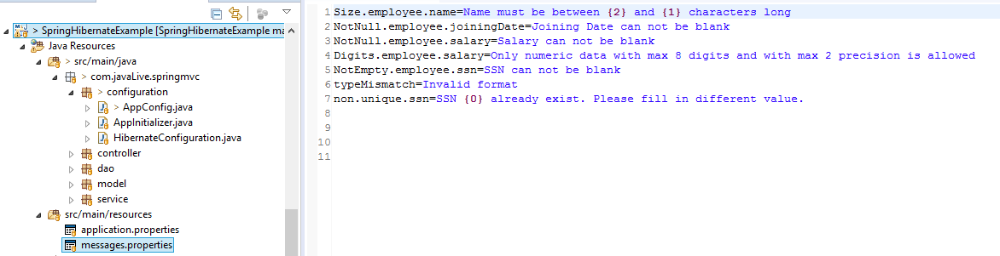 > SpringHibernateExample [SpringHibernateExample ma
Java Resources
> src/main/java
> com.javaLive.springmvc
> configuration
> AppConfig.java
AppInitializer.java
HibernateConfiguration.java
controller
dao
model
service
src/main/resources
application.properties
messages.properties
1 Size.employee.name=Name must be between {2} and {1} characters long
2 NotNull.employee.joiningDate=Joining Date can not be blank
3 NotNull.employee.salary=Salary can not be blank
4 Digits.employee.salary=Only numeric data with max 8 digits and with max 2 precision is allowed
5 NotEmpty.employee.ssn=SSN can not be blank
6 typeMismatch=Invalid format
7 non.unique.ssn=SSN {0} already exist. Please fill in different value.
8
9
10
11